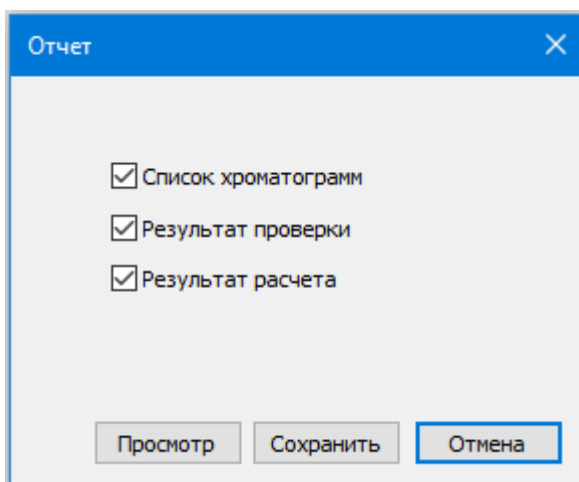 Отчет
Список хроматограмм
Результат проверки
Результат расчета
Просмотр Сохранить Отмена